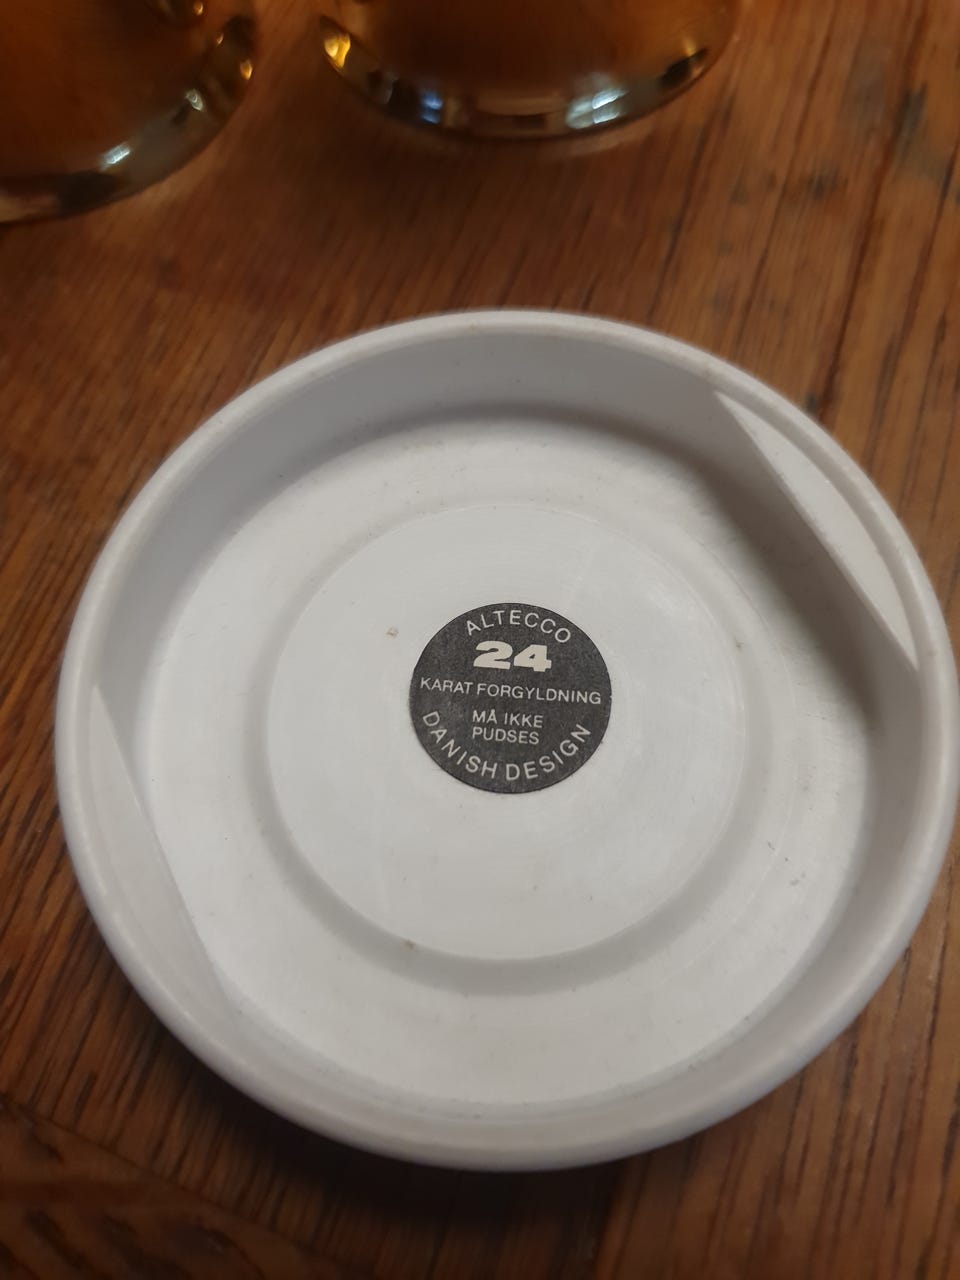 ALTECCO
24
KARAT FORGYLDNING
MÅ IKKE
PUDSES
DANISH DESIGN